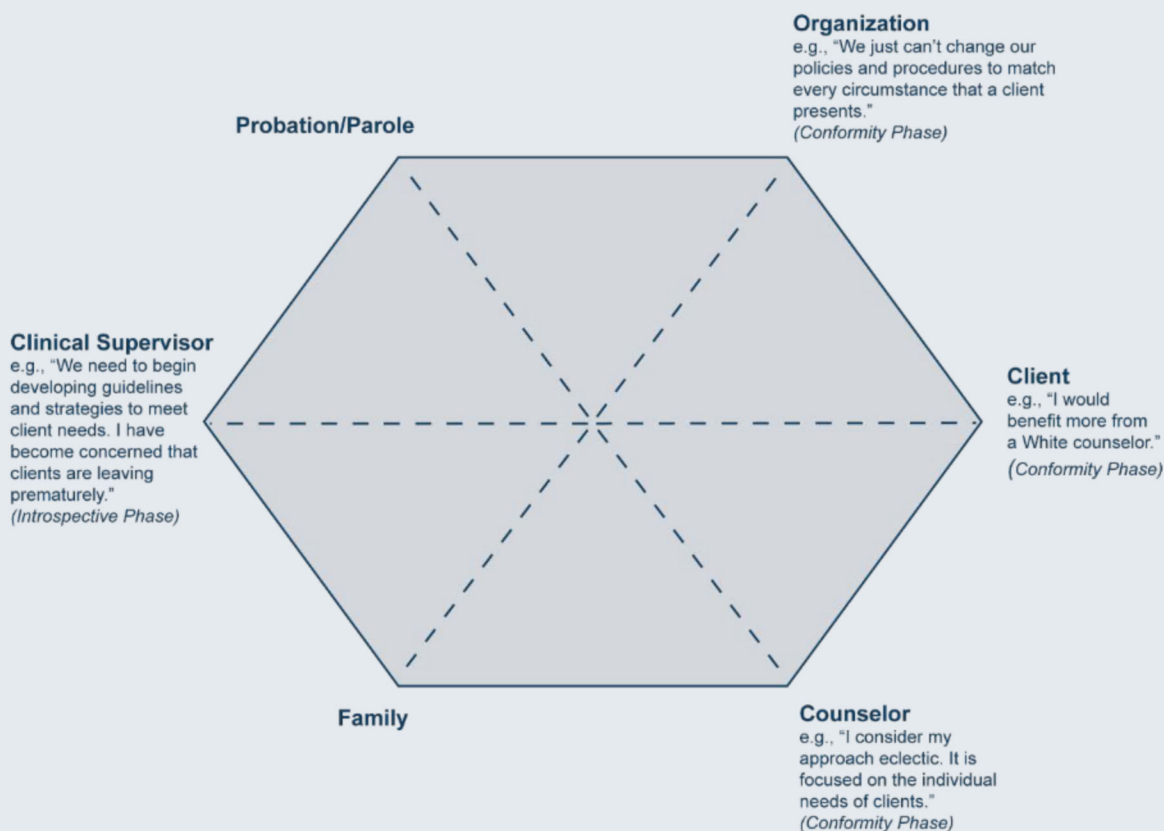 Organization
e.g., “We just can’t change our
policies and procedures to match
every circumstance that a client
presents.”
(Conformity Phase)
Probation/Parole
Clinical Supervisor
e.g., “We need to begin
developing guidelines
and strategies to meet
client needs. I have
become concerned that
clients are leaving
prematurely.”
(Introspective Phase)
Client
e.g., “I would
benefit more from
a White counselor.”
(Conformity Phase)
Family
Counselor
e.g., “I consider my
approach eclectic. It is
focused on the individual
needs of clients.”
(Conformity Phase)